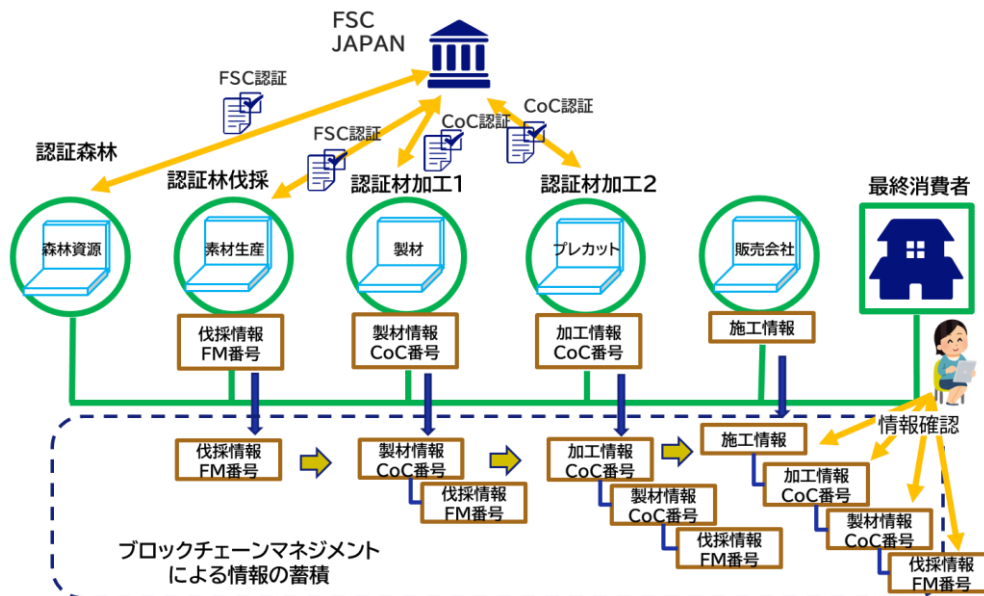 FSC
JAPAN
FSC認証
FSC認証
CoC認証
CoC認証
認証森林
認証林伐採
認証材加工1
認証材加工2
最終消費者
森林資源
素材生産
製材
プレカット
販売会社
伐採情報
FM番号
製材情報
CoC番号
加工情報
CoC番号
施工情報
情報確認
伐採情報
FM番号
製材情報
CoC番号
伐採情報
FM番号
加工情報
CoC番号
製材情報
CoC番号
伐採情報
FM番号
施工情報
加工情報
CoC番号
製材情報
CoC番号
伐採情報
FM番号
ブロックチェーンマネジメント
による情報の蓄積